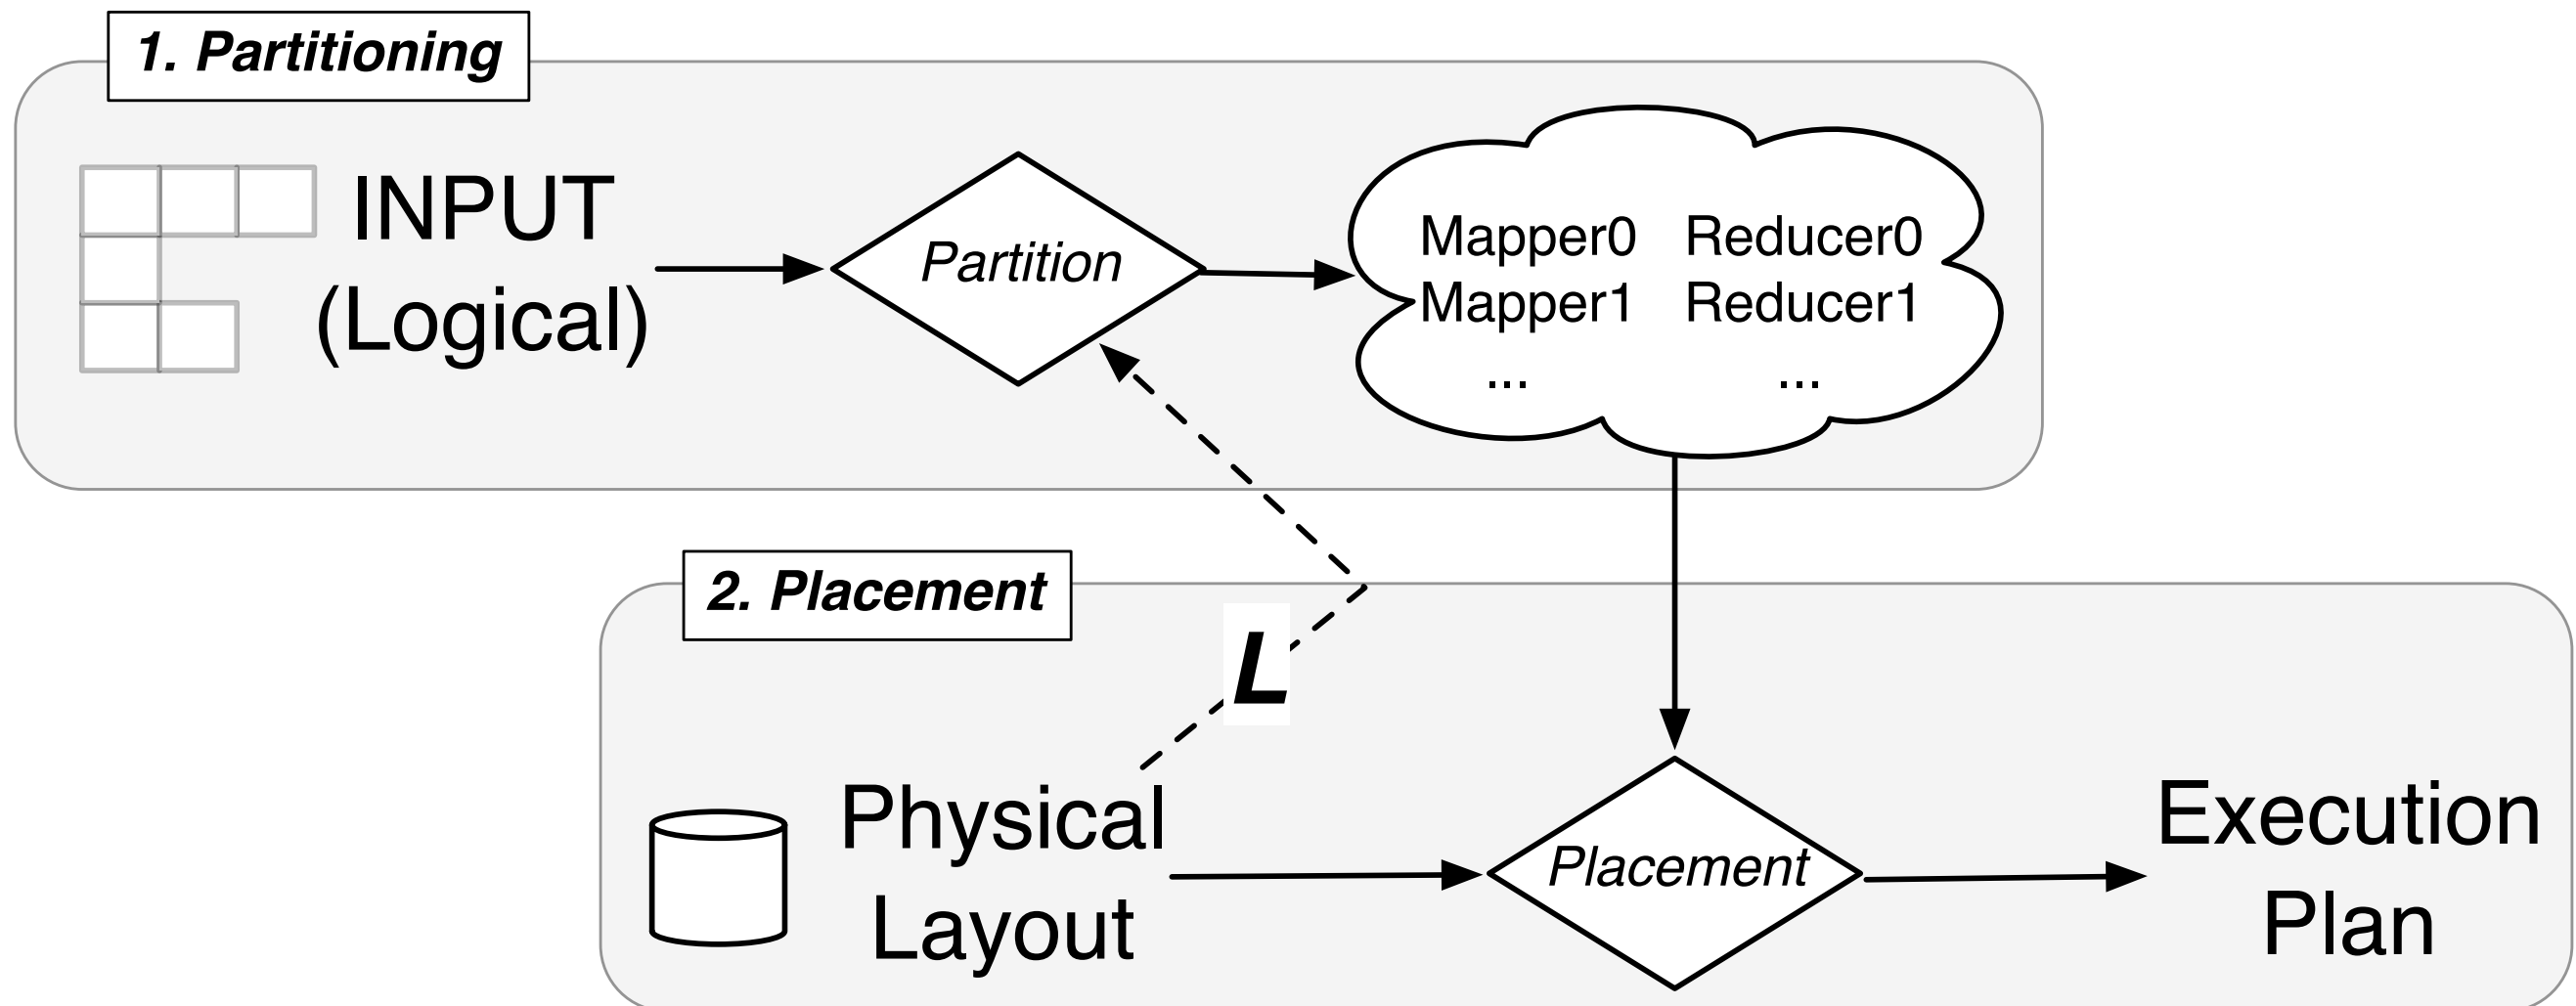 1. Partitioning
INPUT
(Logical)
Partition
Mapper0 Reducer0
Mapper1 Reducer1
... ...
2. Placement
L
Physical
Layout
Placement
Execution
Plan